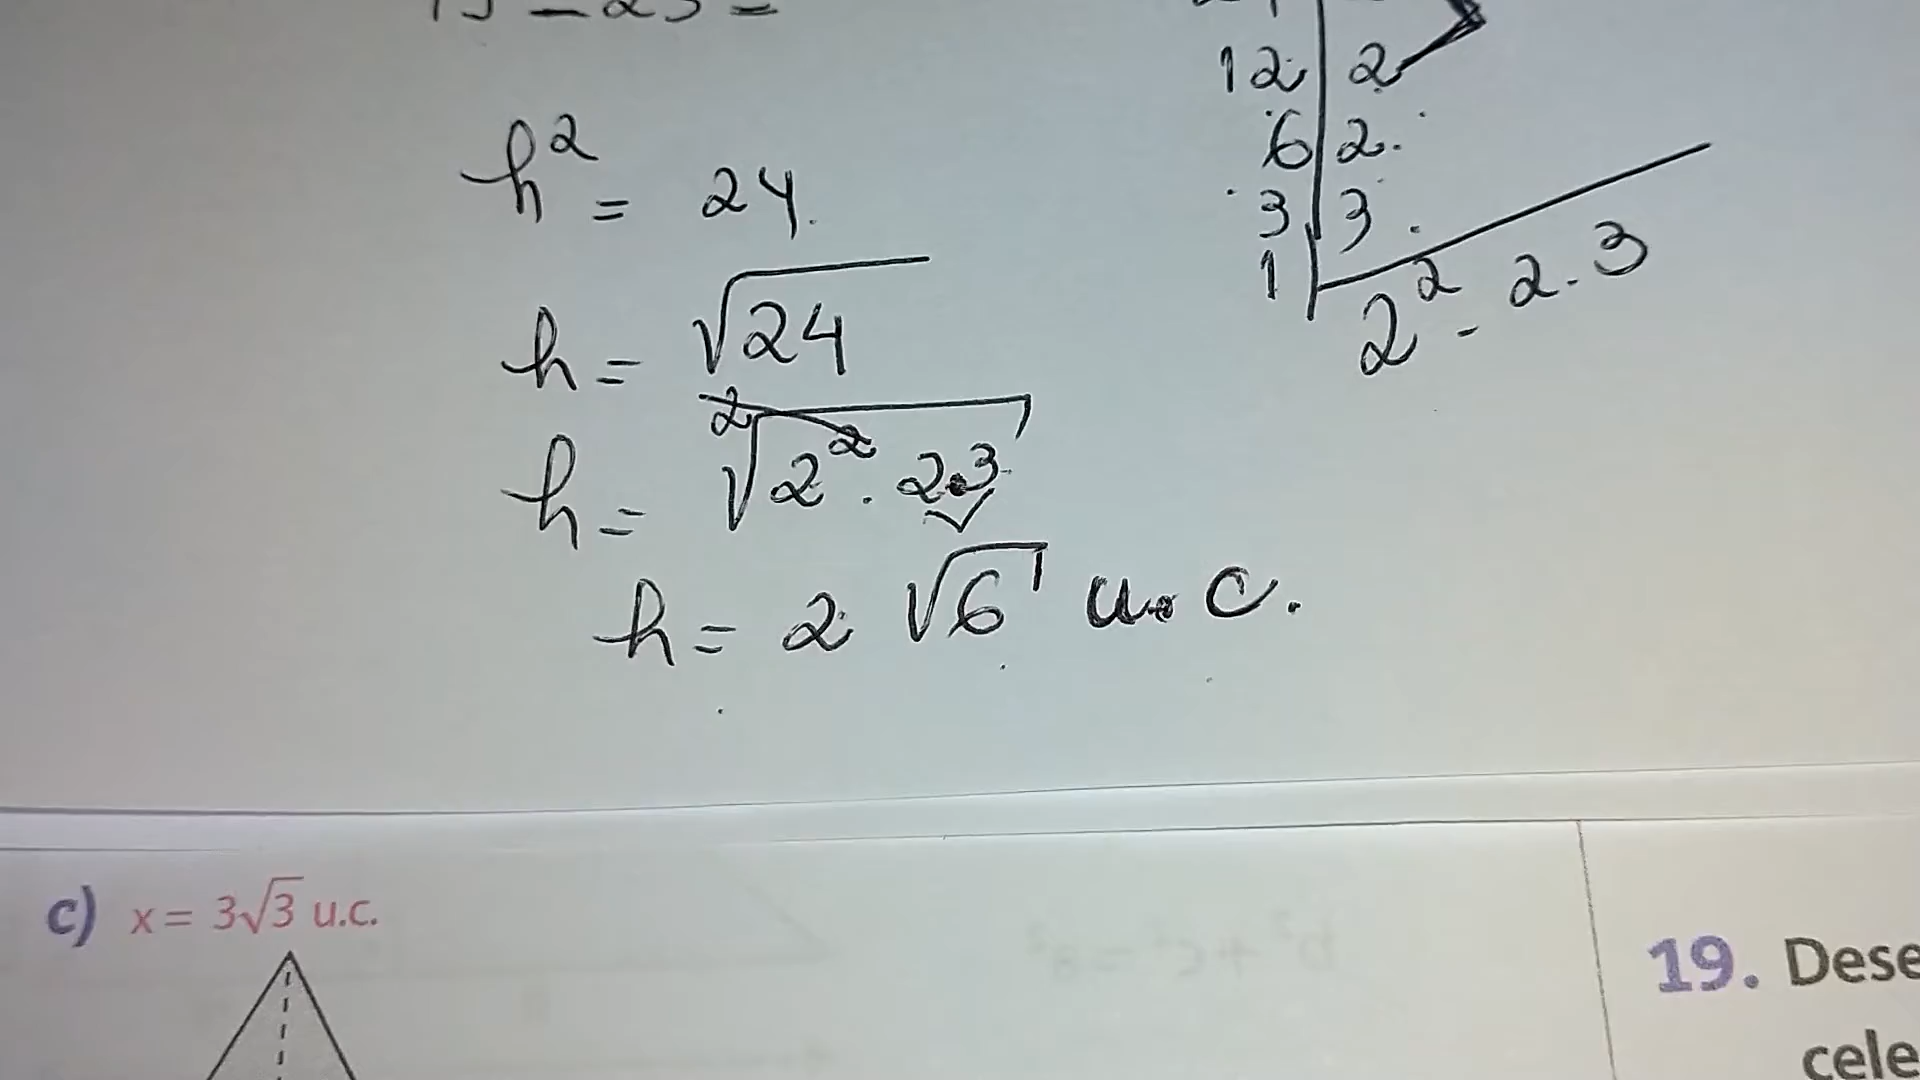 h² = 24.
h = √24
h = ²√2² . 2.3
h = 2 √6 u.c.
12 | 2
6 | 2.
3 | 3.
1
2² . 2 . 3
c) x = 3√3 u.c.
19. Dese
cele